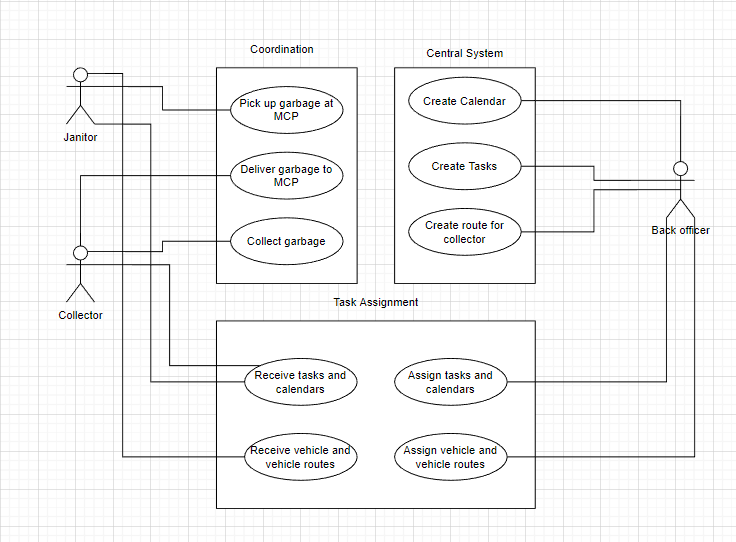 Coordination
Central System
Pick up garbage at
MCP
Create Calendar
Janitor
Deliver garbage to
MCP
Create Tasks
Create route for
collector
Collect garbage
Back officer
Collector
Task Assignment
Receive tasks and
calendars
Assign tasks and
calendars
Receive vehicle and
vehicle routes
Assign vehicle and
vehicle routes